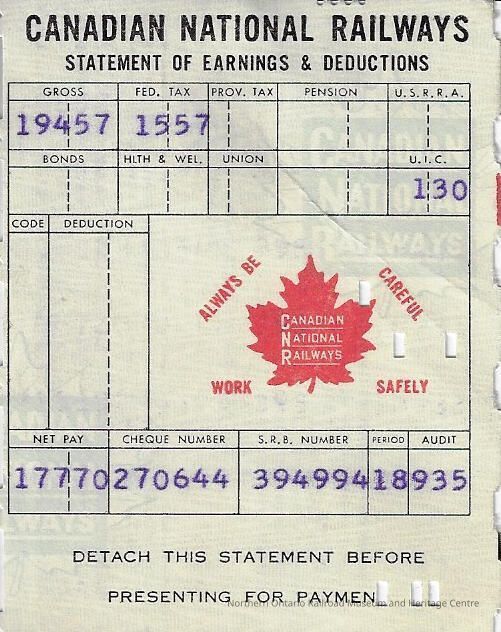 CANADIAN NATIONAL RAILWAYS
STATEMENT OF EARNINGS & DEDUCTIONS
GROSS FED. TAX PROV. TAX PENSION U.S.R.R.A.
19457 1557
BONDS HLTH & WEL. UNION U.I.C.
130
CODE DEDUCTION
ALWAYS BE CAREFUL
CANADIAN
NATIONAL
RAILWAYS
WORK SAFELY
NET PAY CHEQUE NUMBER S.R.B. NUMBER PERIOD AUDIT
17770 270644 394994 18 935
DETACH THIS STATEMENT BEFORE
PRESENTING FOR PAYMEN
Northern Ontario Railroad Museum and Heritage Centre